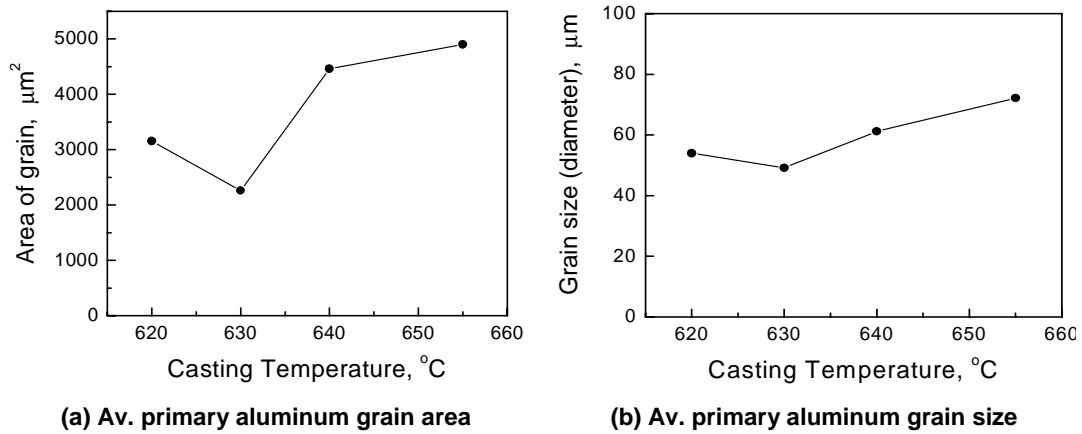 5000
4000
3000
2000
1000
0
620 630 640 650 660
Area of grain, μm²
Casting Temperature, °C
(a) Av. primary aluminum grain area
100
80
60
40
20
0
620 630 640 650 660
Grain size (diameter), μm
Casting Temperature, °C
(b) Av. primary aluminum grain size